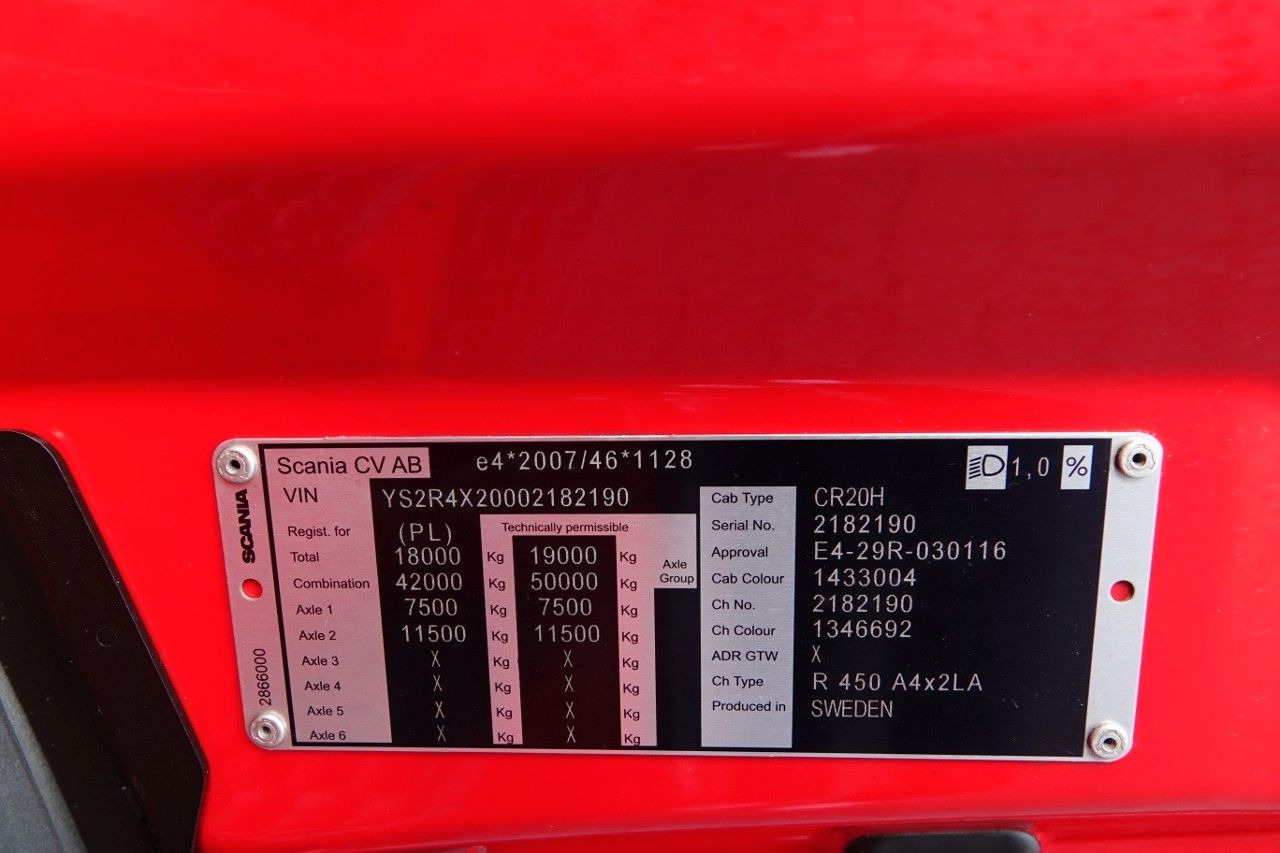 Scania CV AB e4*2007/46*1128 1,0 %
VIN YS2R4X20002182190 Cab Type CR20H
Regist. for (PL) Technically permissible Serial No. 2182190
Total 18000 Kg 19000 Kg Axle Group Approval E4-29R-030116
Combination 42000 Kg 50000 Kg Cab Colour 1433004
Axle 1 7500 Kg 7500 Kg Ch No. 2182190
Axle 2 11500 Kg 11500 Kg Ch Colour 1346692
Axle 3 X Kg X Kg ADR GTW X
Axle 4 X Kg X Kg Ch Type R 450 A4x2LA
Axle 5 X Kg X Kg Produced in SWEDEN
Axle 6 X Kg X Kg
SCANIA
2866000